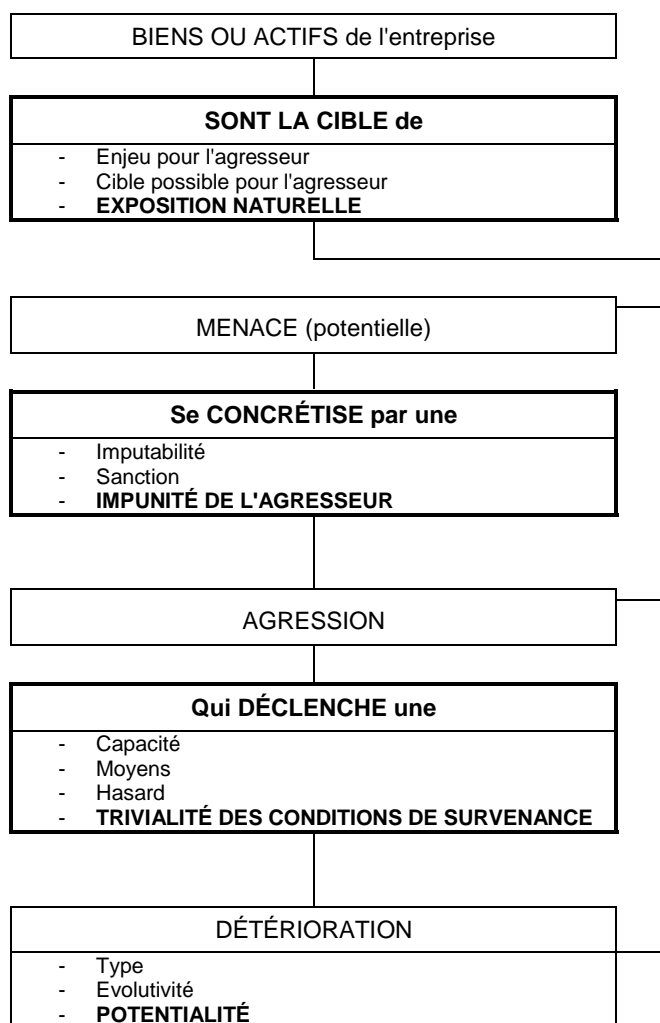 BIENS OU ACTIFS de l'entreprise
SONT LA CIBLE de
- Enjeu pour l'agresseur
- Cible possible pour l'agresseur
- EXPOSITION NATURELLE
MENACE (potentielle)
Se CONCRÉTISE par une
- Imputabilité
- Sanction
- IMPUNITÉ DE L'AGRESSEUR
AGRESSION
Qui DÉCLENCHE une
- Capacité
- Moyens
- Hasard
- TRIVIALITÉ DES CONDITIONS DE SURVENANCE
DÉTÉRIORATION
- Type
- Evolutivité
- POTENTIALITÉ